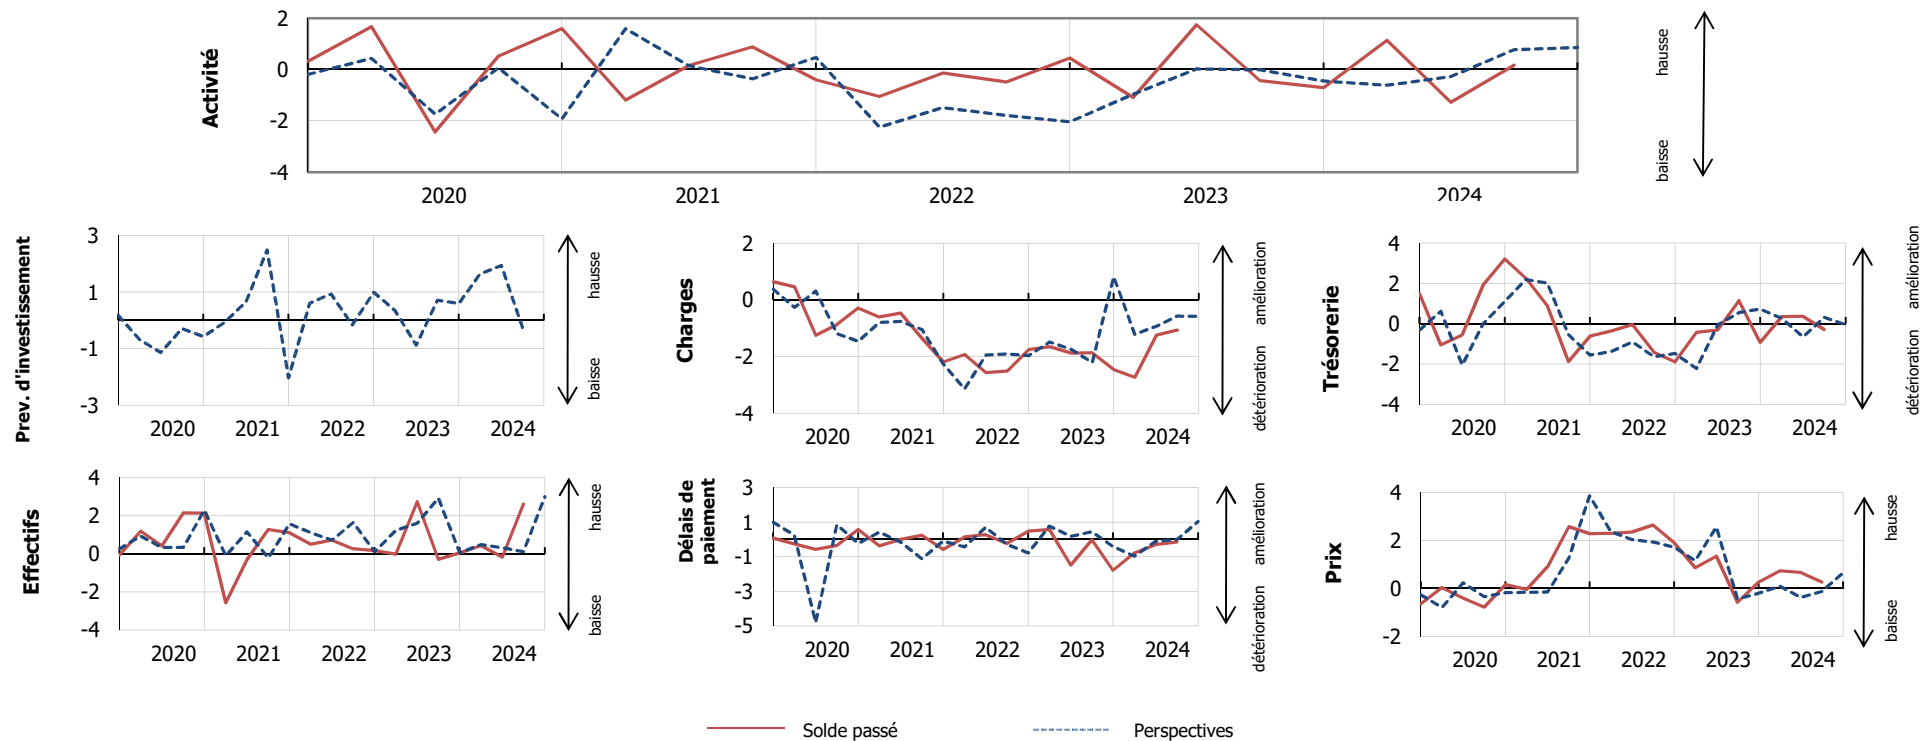 Activité
2
0
-2
-4
2020 2021 2022 2023 2024
hausse
baisse
Prev. d'investissement
3
1
-1
-3
2020 2021 2022 2023 2024
hausse
baisse
Charges
2
0
-2
-4
2020 2021 2022 2023 2024
amélioration
détérioration
Trésorerie
4
2
0
-2
-4
2020 2021 2022 2023 2024
amélioration
détérioration
Effectifs
4
2
0
-2
-4
2020 2021 2022 2023 2024
hausse
baisse
Délais de
paiement
3
1
-1
-3
-5
2020 2021 2022 2023 2024
amélioration
détérioration
Prix
4
2
0
-2
2020 2021 2022 2023 2024
hausse
baisse
Solde passé
Perspectives